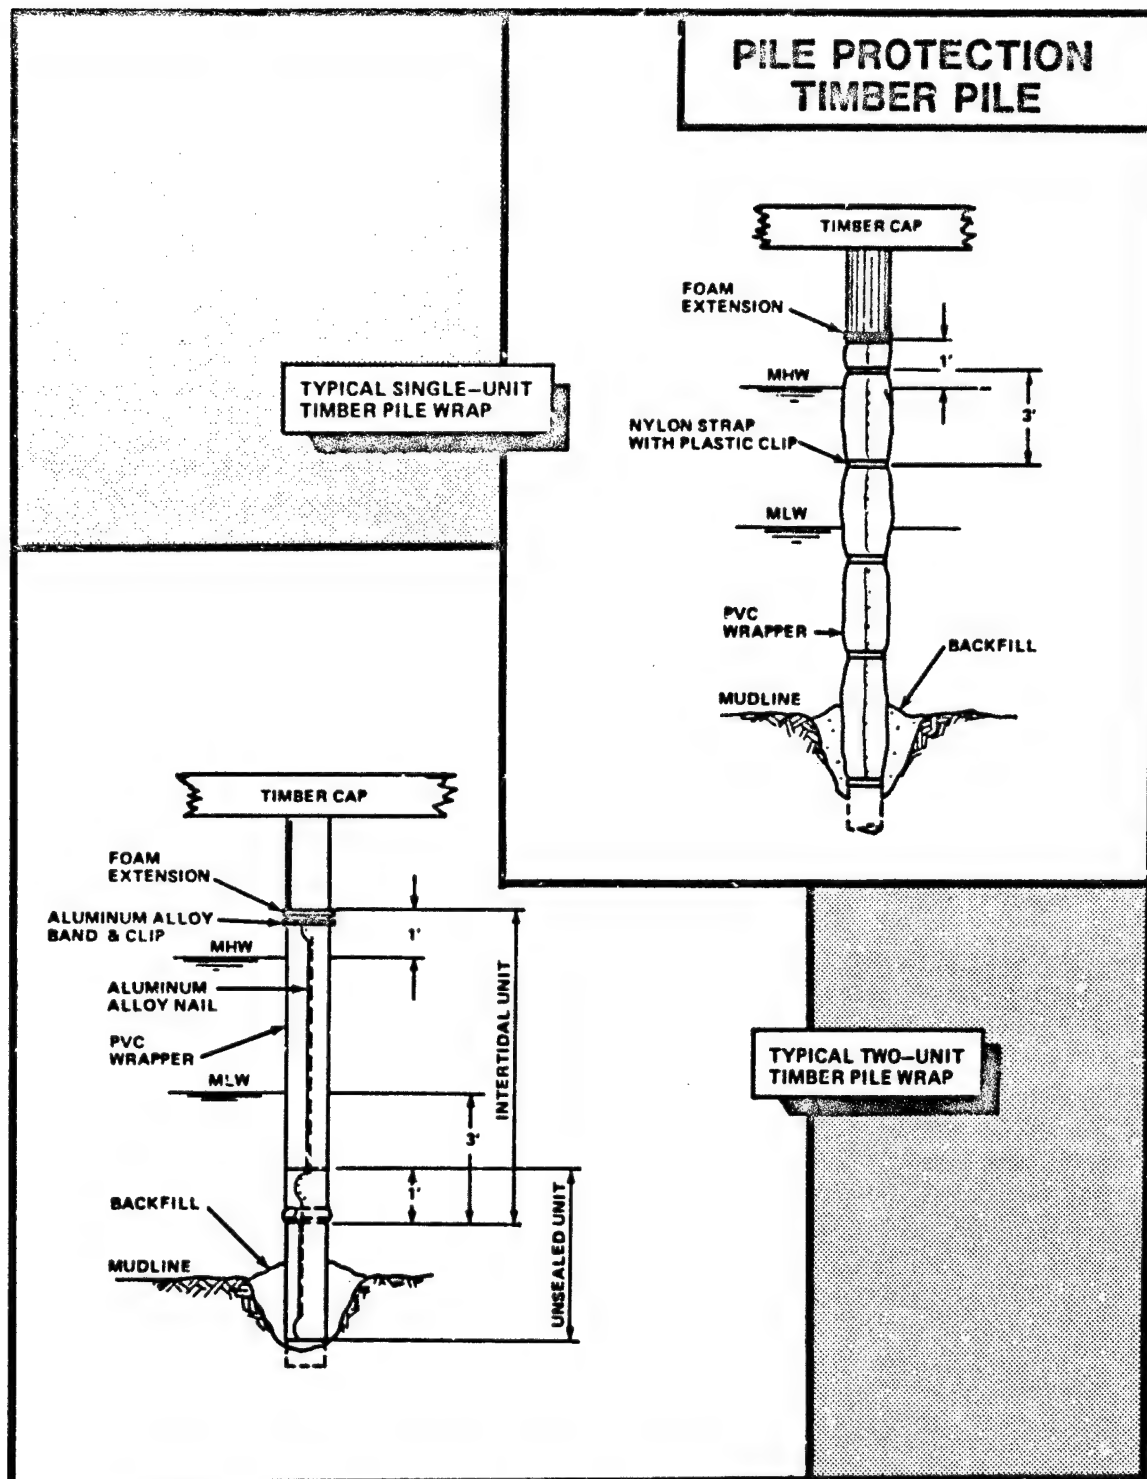 PILE PROTECTION
TIMBER PILE
TIMBER CAP
FOAM
EXTENSION
1'
MHW
3'
TYPICAL SINGLE-UNIT
TIMBER PILE WRAP
NYLON STRAP
WITH PLASTIC CLIP
MLW
PVC
WRAPPER
BACKFILL
MUDLINE
TIMBER CAP
FOAM
EXTENSION
ALUMINUM ALLOY
BAND & CLIP
1'
MHW
ALUMINUM
ALLOY NAIL
PVC
WRAPPER
MLW
INTERTIDAL UNIT
3'
1'
BACKFILL
MUDLINE
UNSEALED UNIT
TYPICAL TWO-UNIT
TIMBER PILE WRAP